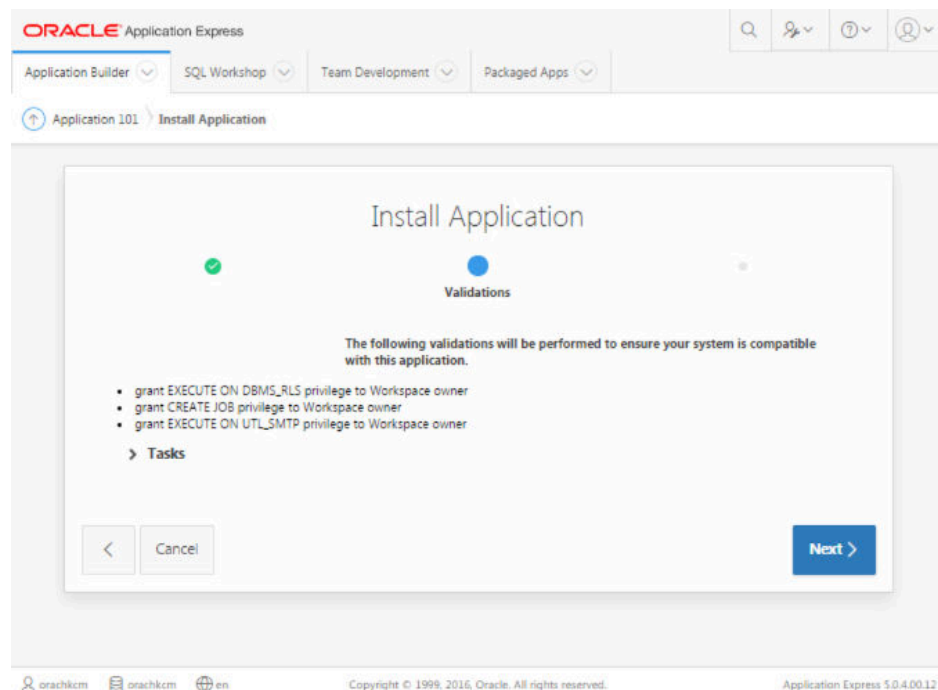 ORACLE Application Express
Application Builder SQL Workshop Team Development Packaged Apps
Application 101 Install Application
Install Application
Validations
The following validations will be performed to ensure your system is compatible
with this application.
• grant EXECUTE ON DBMS_RLS privilege to Workspace owner
• grant CREATE JOB privilege to Workspace owner
• grant EXECUTE ON UTL_SMTP privilege to Workspace owner
> Tasks
< Cancel Next >
orachkcm orachkcm en Copyright © 1999, 2016, Oracle. All rights reserved. Application Express 5.0.4.00.12